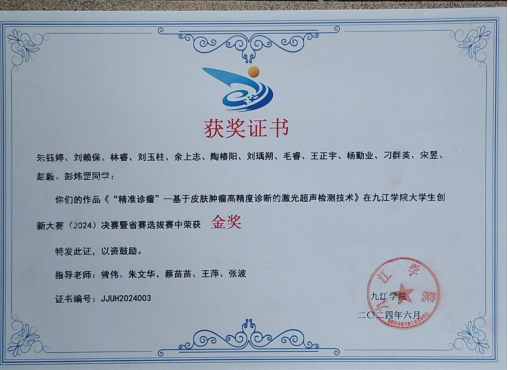 获奖证书
朱钰婷、刘赖保、林睿、刘玉柱、余上志、陶椿阳、刘瑀朔、毛睿、王正宇、杨勤业、刁群英、宋昱、
赵毅、彭炜罡同学：
你们的作品《“精准诊瘤”—基于皮肤肿瘤高精度诊断的激光超声检测技术》在九江学院大学生创
新大赛（2024）决赛暨省赛选拔赛中荣获 金奖
特发此证，以资鼓励。
指导老师：曾伟、朱文华、蔡苗苗、王萍、张波
证书编号：JJUH2024003
九江学院
二〇二四年六月
九江学院